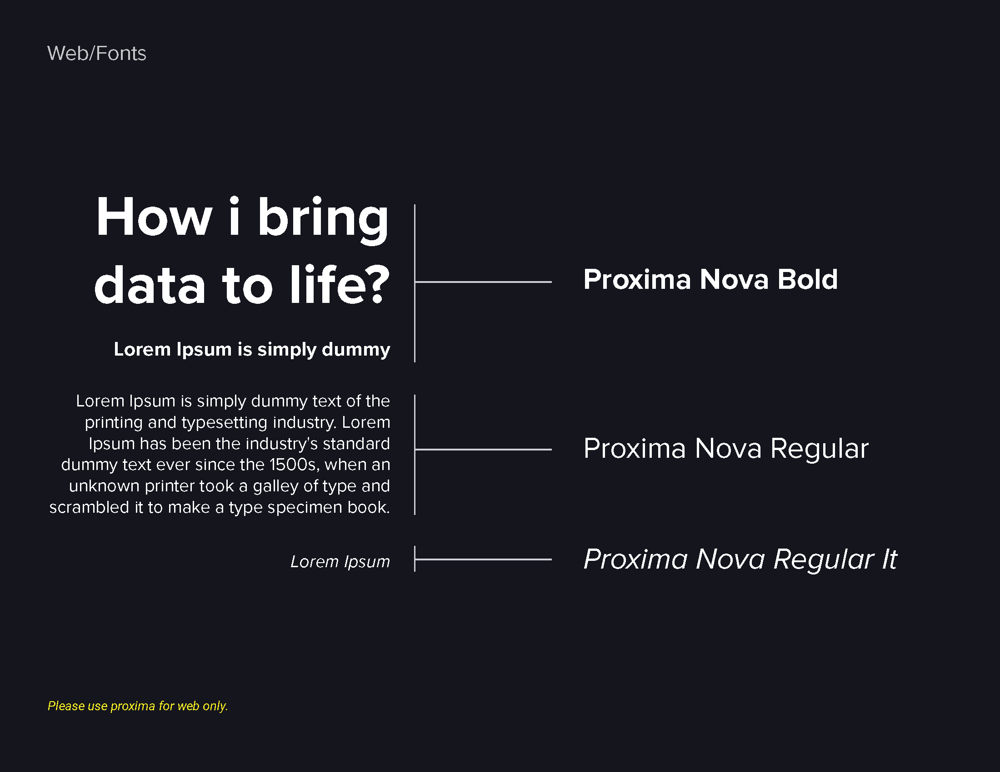 Web/Fonts
How i bring
data to life?
Lorem Ipsum is simply dummy
Proxima Nova Bold
Lorem Ipsum is simply dummy text of the
printing and typesetting industry. Lorem
Ipsum has been the industry's standard
dummy text ever since the 1500s, when an
unknown printer took a galley of type and
scrambled it to make a type specimen book.
Proxima Nova Regular
Lorem Ipsum
Proxima Nova Regular It
Please use proxima for web only.